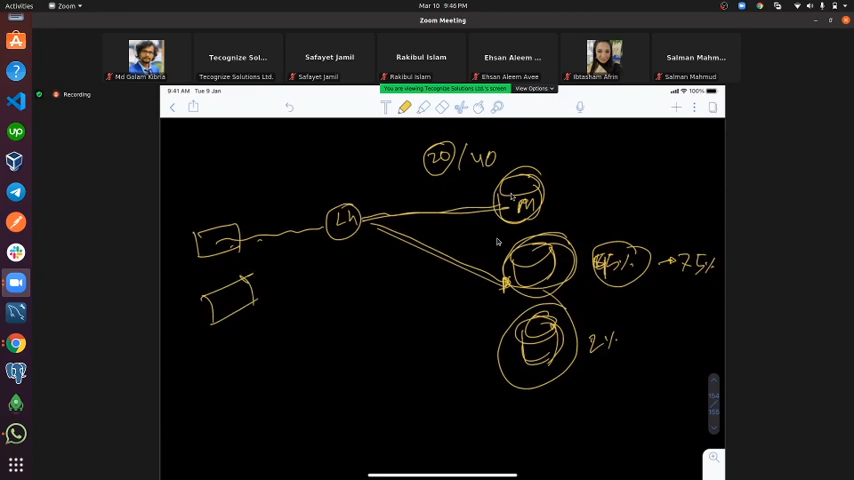 Activities
Zoom
Mar 10 9:46 PM
Zoom Meeting
Tecognize Sol...
Safayet Jamil
Rakibul Islam
Ehsan Aleem ...
Salman Mahm...
Md Golam Kibria
Tecognize Solutions Ltd.
Safayet Jamil
Rakibul Islam
Ehsan Aleem Avee
Ibtasham Afrin
Salman Mahmud
Recording
You are viewing Tecognize Solutions Ltd.'s screen
View Options
9:41 AM Tue 9 Jan
100%
20/40
M
→ 75%
2%
154
155